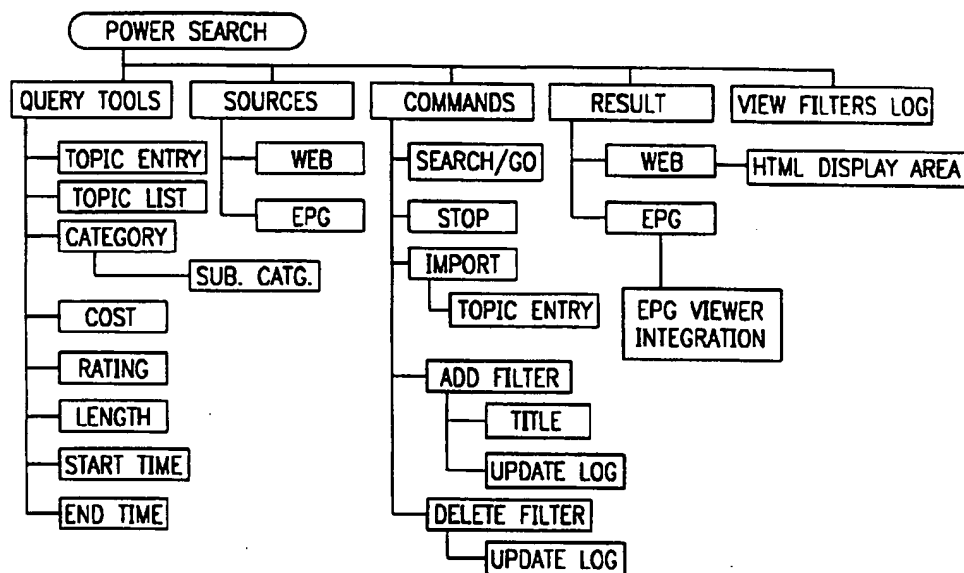 POWER SEARCH
QUERY TOOLS
SOURCES
COMMANDS
RESULT
VIEW FILTERS LOG
TOPIC ENTRY
TOPIC LIST
CATEGORY
SUB. CATG.
COST
RATING
LENGTH
START TIME
END TIME
WEB
EPG
SEARCH/GO
STOP
IMPORT
TOPIC ENTRY
ADD FILTER
TITLE
UPDATE LOG
DELETE FILTER
UPDATE LOG
WEB
HTML DISPLAY AREA
EPG
EPG VIEWER
INTEGRATION